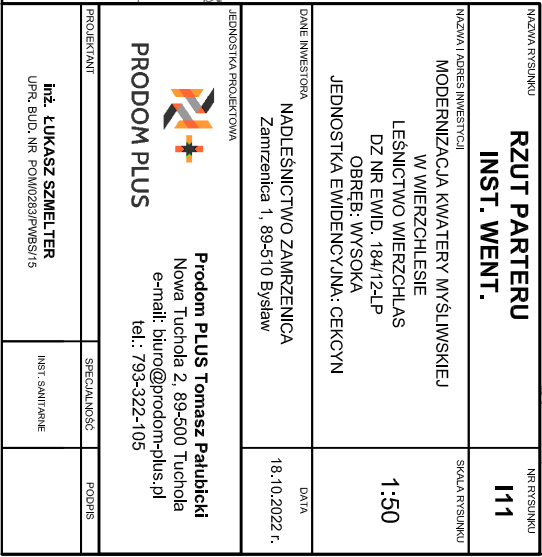 NAZWA RYSUNKU
RZUT PARTERU
INST. WENT.
NR RYSUNKU
I11
NAZWA I ADRES INWESTYCJI
MODERNIZACJA KWATERY MYŚLIWSKIEJ
W WIERZCHLESIE
LEŚNICTWO WIERZCHLAS
DZ NR EWID. 184/12-LP
OBRĘB: WYSOKA
JEDNOSTKA EWIDENCYJNA: CEKCYN
SKALA RYSUNKU
1:50
DANE INWESTORA
NADLEŚNICTWO ZAMRZENICA
Zamrzenica 1, 89-510 Bysław
DATA
18.10.2022 r.
JEDNOSTKA PROJEKTOWA
PRODOM PLUS
Prodom PLUS Tomasz Pałubicki
Nowa Tuchola 2, 89-500 Tuchola
e-mail: biuro@prodom-plus.pl
tel.: 793-322-105
PROJEKTANT
inż. ŁUKASZ SZMELTER
UPR. BUD. NR. POM/0283/PWBS/15
SPECJALNOŚĆ
INST. SANITARNE
PODPIS